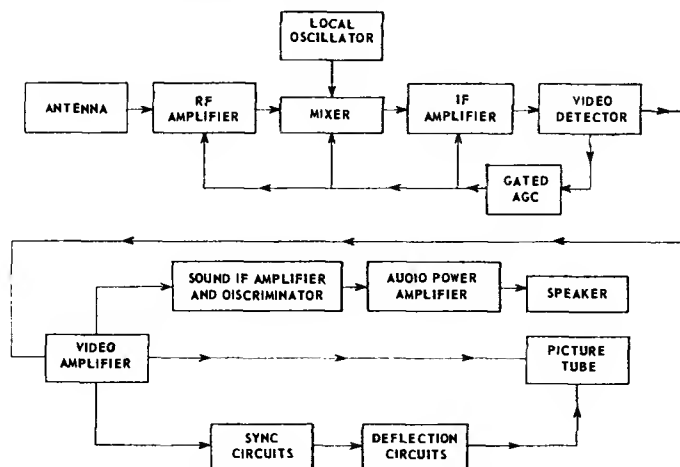 LOCAL
OSCILLATOR
ANTENNA
RF
AMPLIFIER
MIXER
IF
AMPLIFIER
VIDEO
DETECTOR
GATED
AGC
SOUND IF AMPLIFIER
AND DISCRIMINATOR
AUDIO POWER
AMPLIFIER
SPEAKER
VIDEO
AMPLIFIER
PICTURE
TUBE
SYNC
CIRCUITS
DEFLECTION
CIRCUITS